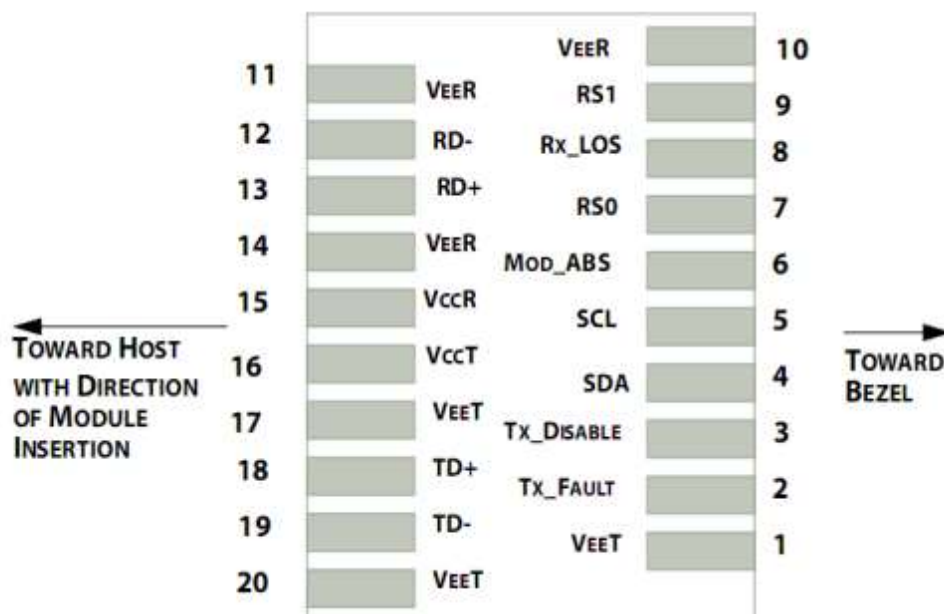 11 VEER
12 RD-
13 RD+
14 VEER
15 VCCR
16 VCCT
17 VEET
18 TD+
19 TD-
20 VEET
TOWARD HOST
WITH DIRECTION
OF MODULE
INSERTION
VEER 10
RS1 9
RX_LOS 8
RS0 7
MOD_ABS 6
SCL 5
SDA 4
TX_DISABLE 3
TX_FAULT 2
VEET 1
TOWARD
BEZEL